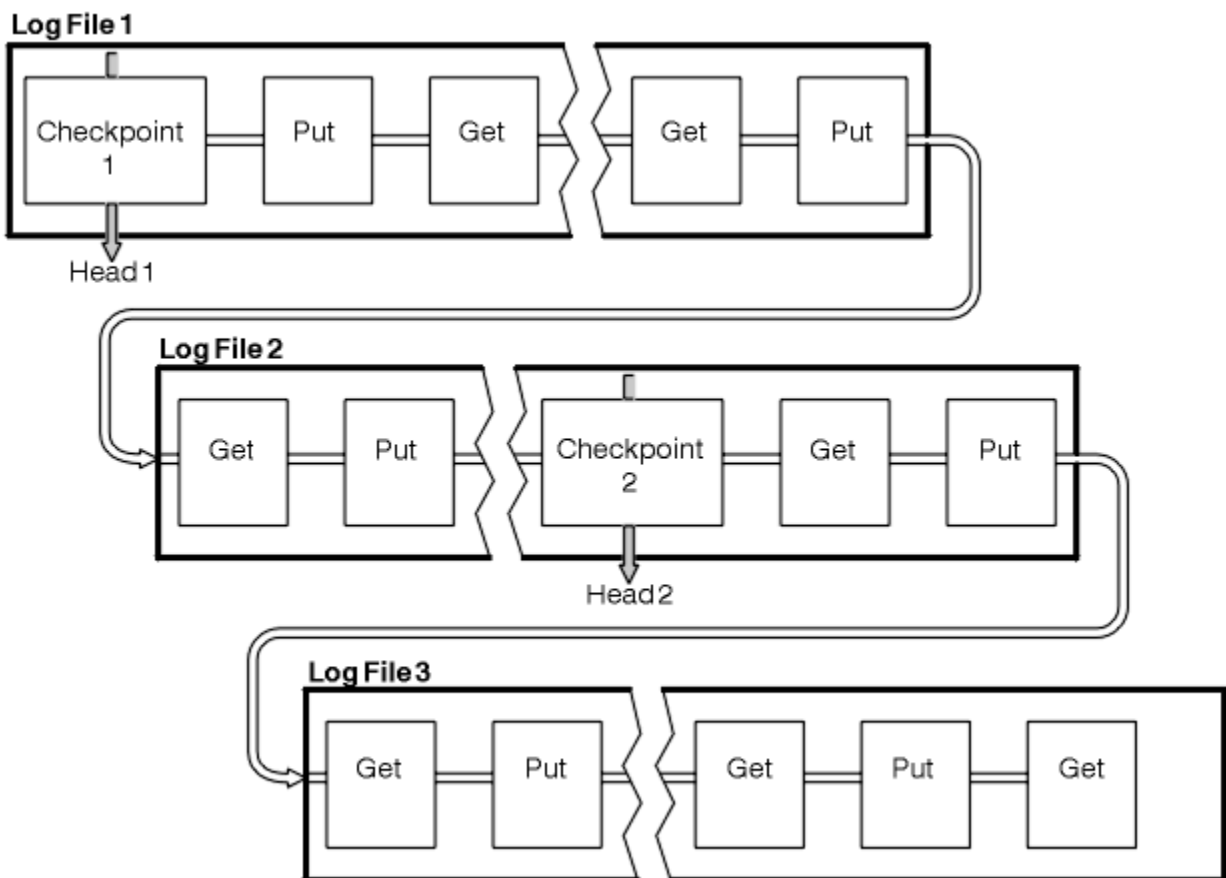 Log File 1
Checkpoint
1
Put
Get
Get
Put
Head 1
Log File 2
Get
Put
Checkpoint
2
Get
Put
Head 2
Log File 3
Get
Put
Get
Put
Get